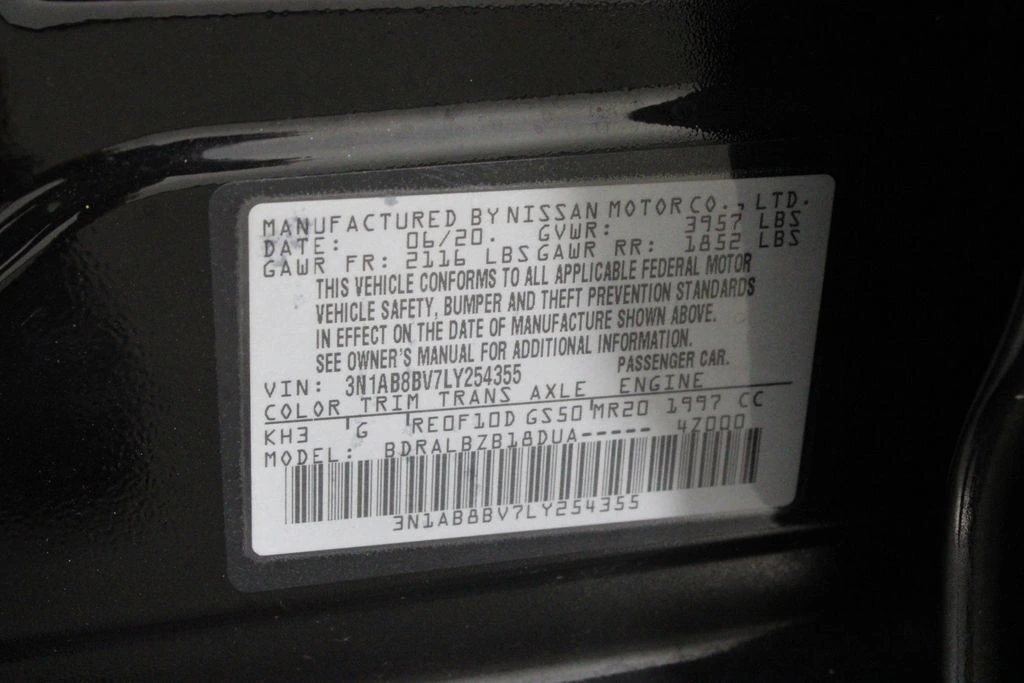 MANUFACTURED BY NISSAN MOTOR CO., LTD.
DATE: 06/20. GVWR: 3957 LBS
GAWR FR: 2116 LBS GAWR RR: 1852 LBS
THIS VEHICLE CONFORMS TO ALL APPLICABLE FEDERAL MOTOR
VEHICLE SAFETY, BUMPER AND THEFT PREVENTION STANDARDS
IN EFFECT ON THE DATE OF MANUFACTURE SHOWN ABOVE.
SEE OWNER'S MANUAL FOR ADDITIONAL INFORMATION.
VIN: 3N1AB8BV7LY254355 PASSENGER CAR.
COLOR TRIM TRANS AXLE ENGINE
KH3 'G 'RE0F10D GS50'MR20 1997 CC
MODEL: BDRALBZB18DUA----- 4Z000
3N1AB8BV7LY254355